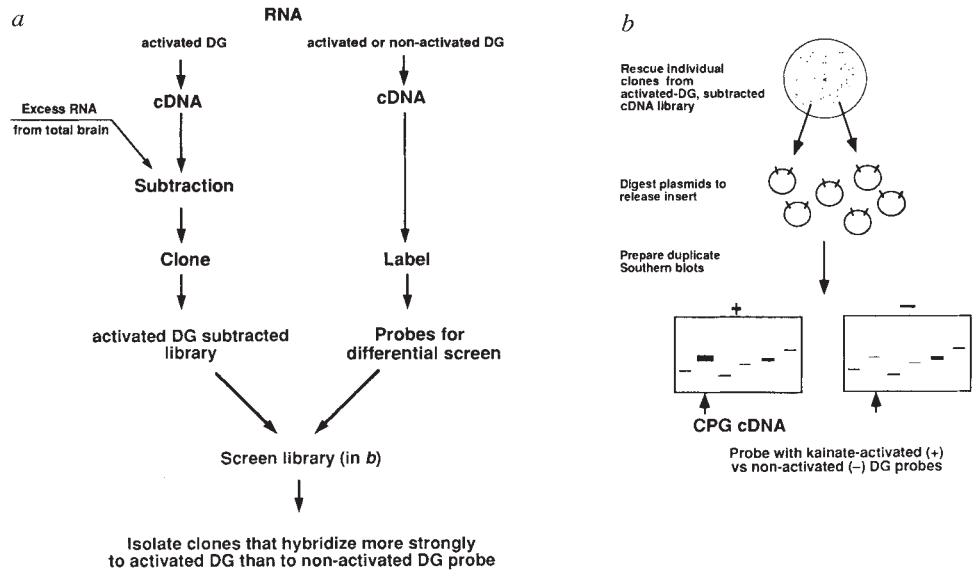 a
RNA
activated DG
activated or non-activated DG
cDNA
cDNA
Excess RNA
from total brain
Subtraction
Clone
Label
activated DG subtracted
library
Probes for
differential screen
Screen library (in b)
Isolate clones that hybridize more strongly
to activated DG than to non-activated DG probe
b
Rescue individual
clones from
activated-DG, subtracted
cDNA library
Digest plasmids to
release insert
Prepare duplicate
Southern blots
+
−
CPG cDNA
Probe with kainate-activated (+)
vs non-activated (−) DG probes